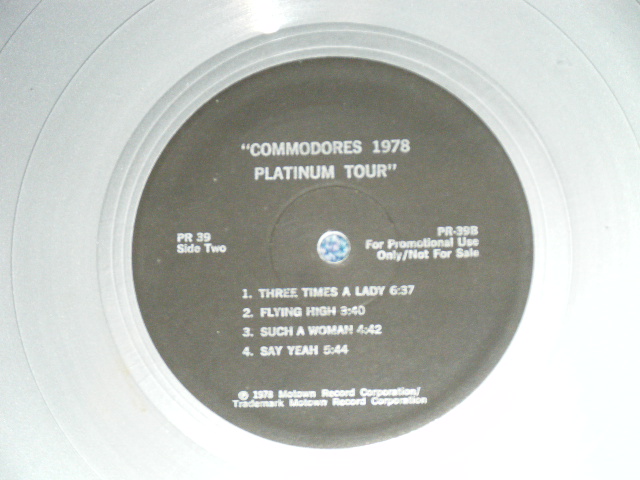 "COMMODORES 1978
PLATINUM TOUR"
PR 39
Side Two
PR-39B
For Promotional Use
Only/Not For Sale
1. THREE TIMES A LADY 6:37
2. FLYING HIGH 3:40
3. SUCH A WOMAN 4:42
4. SAY YEAH 5:44
℗ 1978 Motown Record Corporation/
Trademark Motown Record Corporation